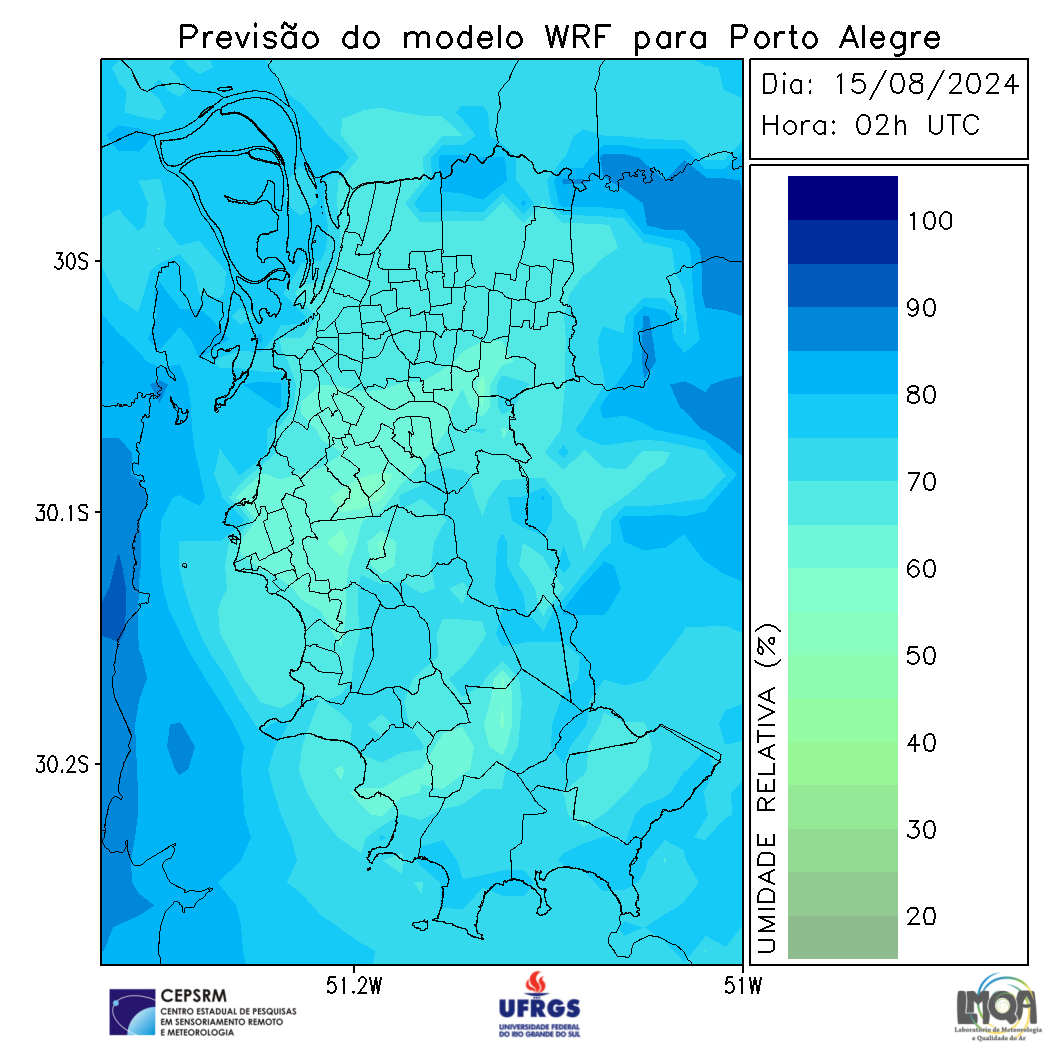 Previsão do modelo WRF para Porto Alegre
Dia: 15/08/2024
Hora: 02h UTC
30S
30.1S
30.2S
51.2W
51W
UMIDADE RELATIVA (%)
100
90
80
70
60
50
40
30
20
CEPSRM
CENTRO ESTADUAL DE PESQUISAS
EM SENSORIAMENTO REMOTO
E METEOROLOGIA
UFRGS
UNIVERSIDADE FEDERAL
DO RIO GRANDE DO SUL
LMQA
Laboratório de Meteorologia
e Qualidade do Ar